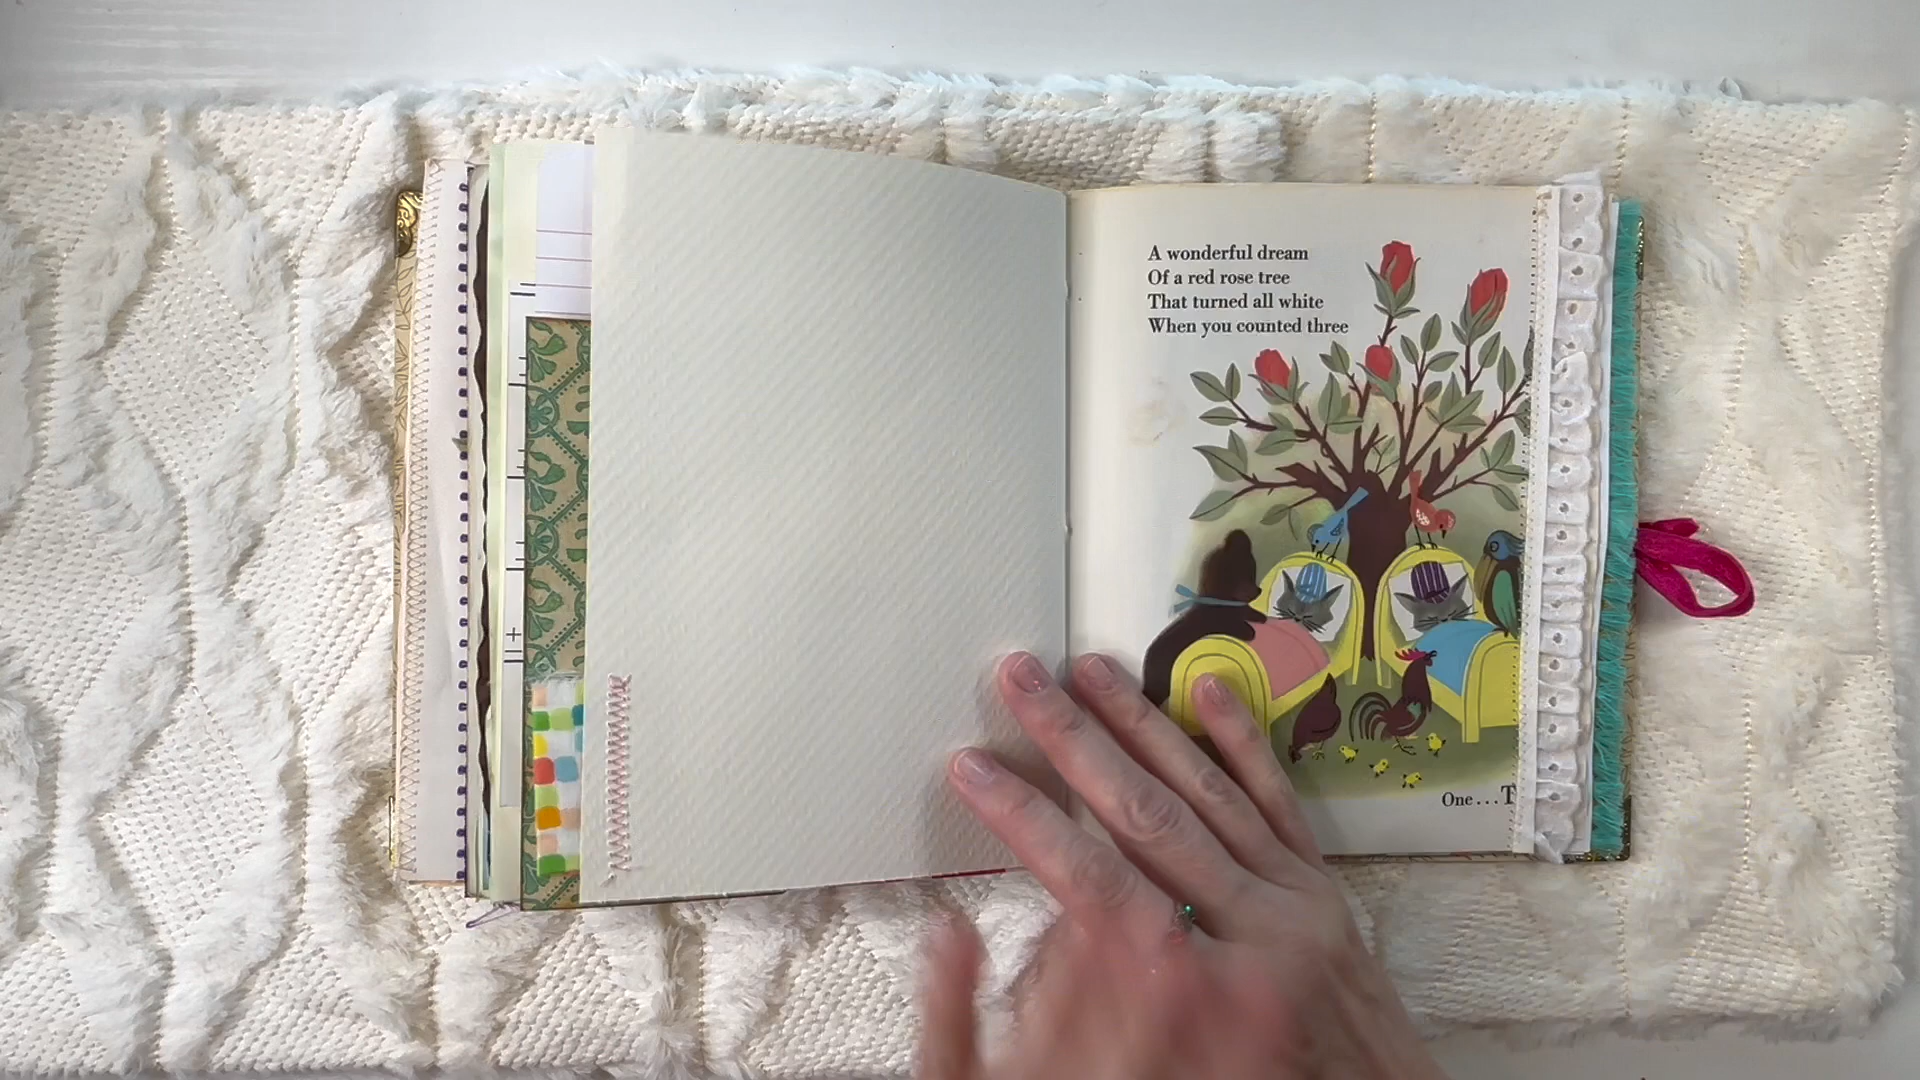 A wonderful dream
Of a red rose tree
That turned all white
When you counted three
One...T